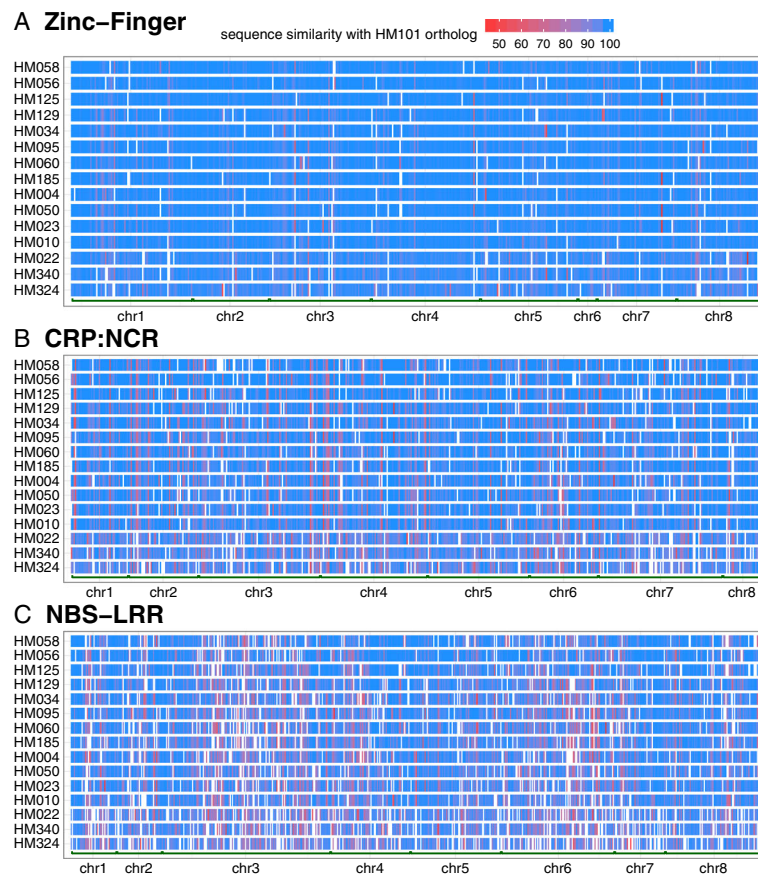 A Zinc−Finger
sequence similarity with HM101 ortholog
50 60 70 80 90 100
HM058
HM056
HM125
HM129
HM034
HM095
HM060
HM185
HM004
HM050
HM023
HM010
HM022
HM340
HM324
chr1 chr2 chr3 chr4 chr5 chr6 chr7 chr8
B CRP:NCR
HM058
HM056
HM125
HM129
HM034
HM095
HM060
HM185
HM004
HM050
HM023
HM010
HM022
HM340
HM324
chr1 chr2 chr3 chr4 chr5 chr6 chr7 chr8
C NBS−LRR
HM058
HM056
HM125
HM129
HM034
HM095
HM060
HM185
HM004
HM050
HM023
HM010
HM022
HM340
HM324
chr1 chr2 chr3 chr4 chr5 chr6 chr7 chr8